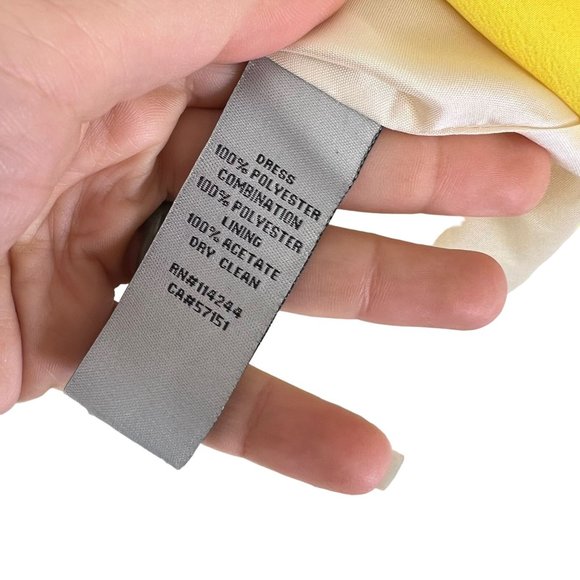 DRESS
100% POLYESTER
COMBINATION
100% POLYESTER
LINING
100% ACETATE
DRY CLEAN
RN#114244
CA#57151